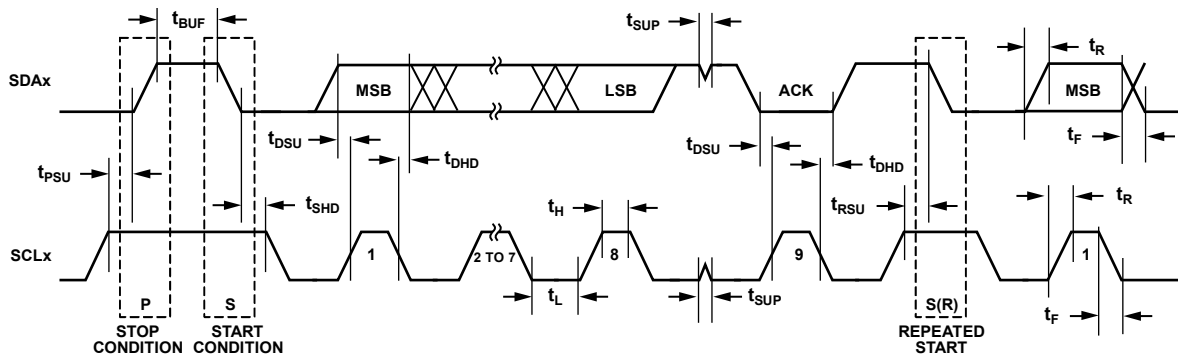 tBUF
tSUP
tR
SDAx
MSB
LSB
ACK
MSB
tF
tDSU
tDHD
tDSU
tDHD
tPSU
tSHD
tH
tRSU
tR
SCLx
1
2 TO 7
8
9
1
tL
tSUP
tF
P
S
S(R)
STOP
CONDITION
START
CONDITION
REPEATED
START